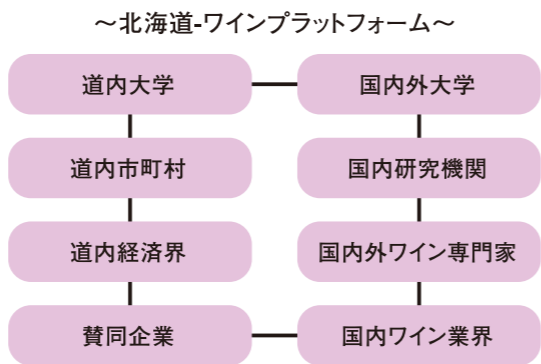 ～北海道-ワインプラットフォーム～
道内大学
国内外大学
道内市町村
国内研究機関
道内経済界
国内外ワイン専門家
賛同企業
国内ワイン業界